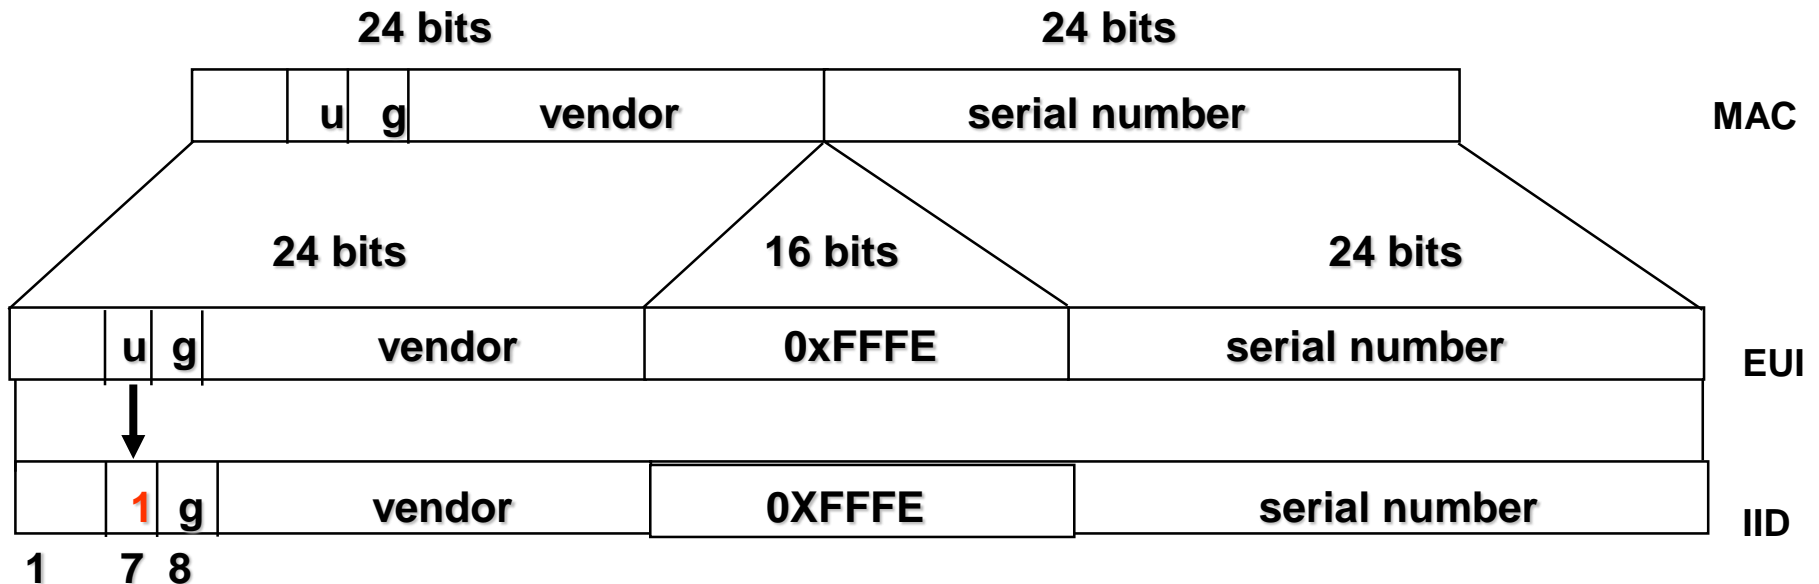 24 bits 24 bits
u g vendor serial number MAC
24 bits 16 bits 24 bits
u g vendor 0xFFFE serial number EUI
1 g vendor 0XFFFE serial number IID
1 7 8